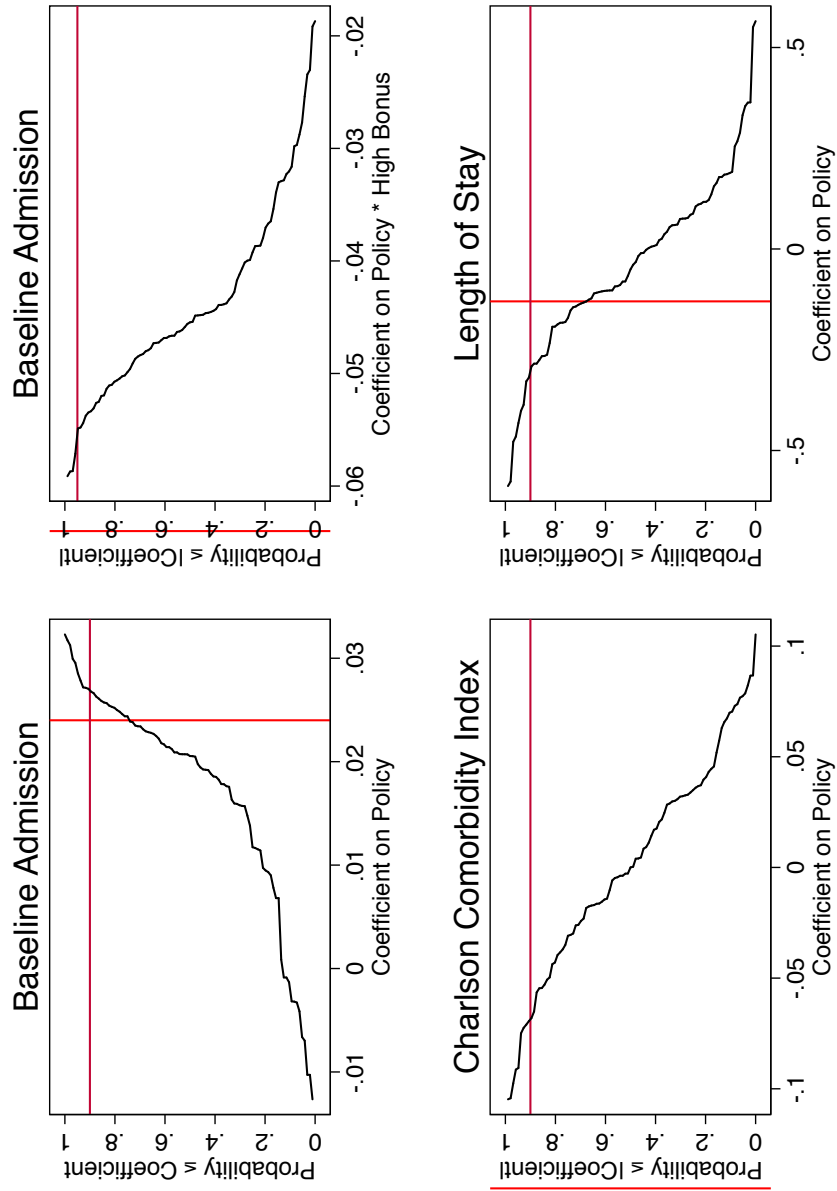 Baseline Admission
Probability ≤ Coefficient
0 .2 .4 .6 .8 1
-.01 0 .01 .02 .03
Coefficient on Policy
Baseline Admission
Probability ≤ |Coefficient|
0 .2 .4 .6 .8 1
-.06 -.05 -.04 -.03 -.02
Coefficient on Policy * High Bonus
Charlson Comorbidity Index
Probability ≤ |Coefficient|
0 .2 .4 .6 .8 1
-.1 -.05 0 .05 .1
Coefficient on Policy
Length of Stay
Probability ≤ |Coefficient|
0 .2 .4 .6 .8 1
-.5 0 .5
Coefficient on Policy